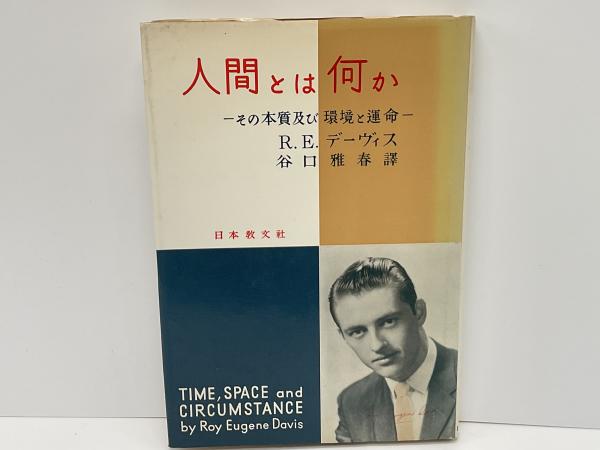 人間とは何か
−その本質及び環境と運命−
R.E.デーヴィス
谷口雅春譯
日本教文社
TIME, SPACE and
CIRCUMSTANCE
by Roy Eugene Davis